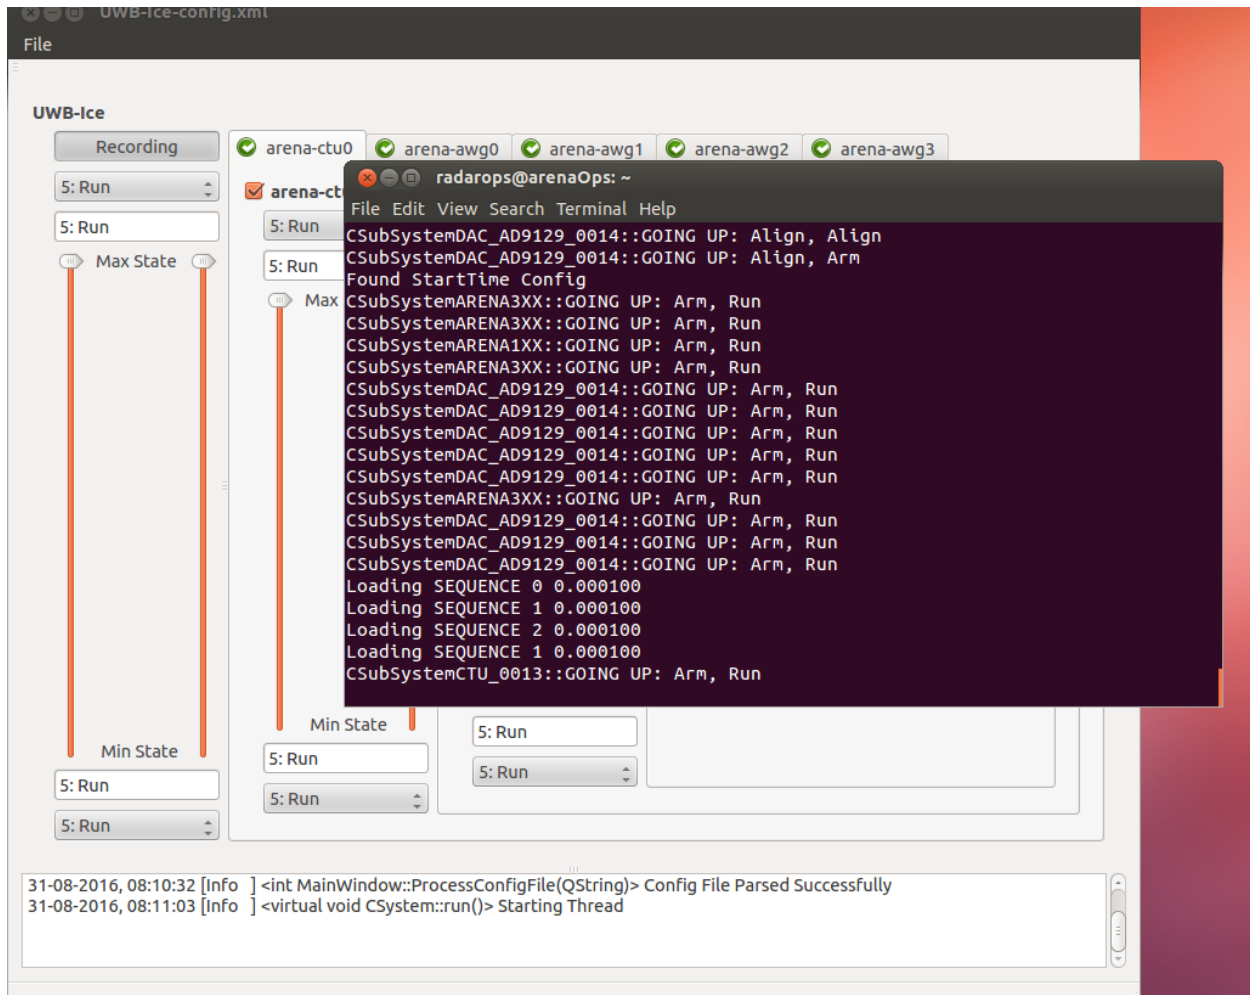 UWB-Ice-config.xml
File
UWB-Ice
Recording
5: Run
5: Run
Max State
Min State
5: Run
5: Run
arena-ctu0
arena-awg0
arena-awg1
arena-awg2
arena-awg3
5: Run
5: Run
Max
Min State
5: Run
5: Run
5: Run
5: Run
radarops@arenaOps: ~
File Edit View Search Terminal Help
CSubSystemDAC_AD9129_0014::GOING UP: Align, Align
CSubSystemDAC_AD9129_0014::GOING UP: Align, Arm
Found StartTime Config
CSubSystemARENA3XX::GOING UP: Arm, Run
CSubSystemARENA3XX::GOING UP: Arm, Run
CSubSystemARENA1XX::GOING UP: Arm, Run
CSubSystemARENA3XX::GOING UP: Arm, Run
CSubSystemDAC_AD9129_0014::GOING UP: Arm, Run
CSubSystemDAC_AD9129_0014::GOING UP: Arm, Run
CSubSystemDAC_AD9129_0014::GOING UP: Arm, Run
CSubSystemDAC_AD9129_0014::GOING UP: Arm, Run
CSubSystemDAC_AD9129_0014::GOING UP: Arm, Run
CSubSystemARENA3XX::GOING UP: Arm, Run
CSubSystemDAC_AD9129_0014::GOING UP: Arm, Run
CSubSystemDAC_AD9129_0014::GOING UP: Arm, Run
CSubSystemDAC_AD9129_0014::GOING UP: Arm, Run
Loading SEQUENCE 0 0.000100
Loading SEQUENCE 1 0.000100
Loading SEQUENCE 2 0.000100
Loading SEQUENCE 1 0.000100
CSubSystemCTU_0013::GOING UP: Arm, Run
31-08-2016, 08:10:32 [Info   ] <int MainWindow::ProcessConfigFile(QString)> Config File Parsed Successfully
31-08-2016, 08:11:03 [Info   ] <virtual void CSystem::run()> Starting Thread